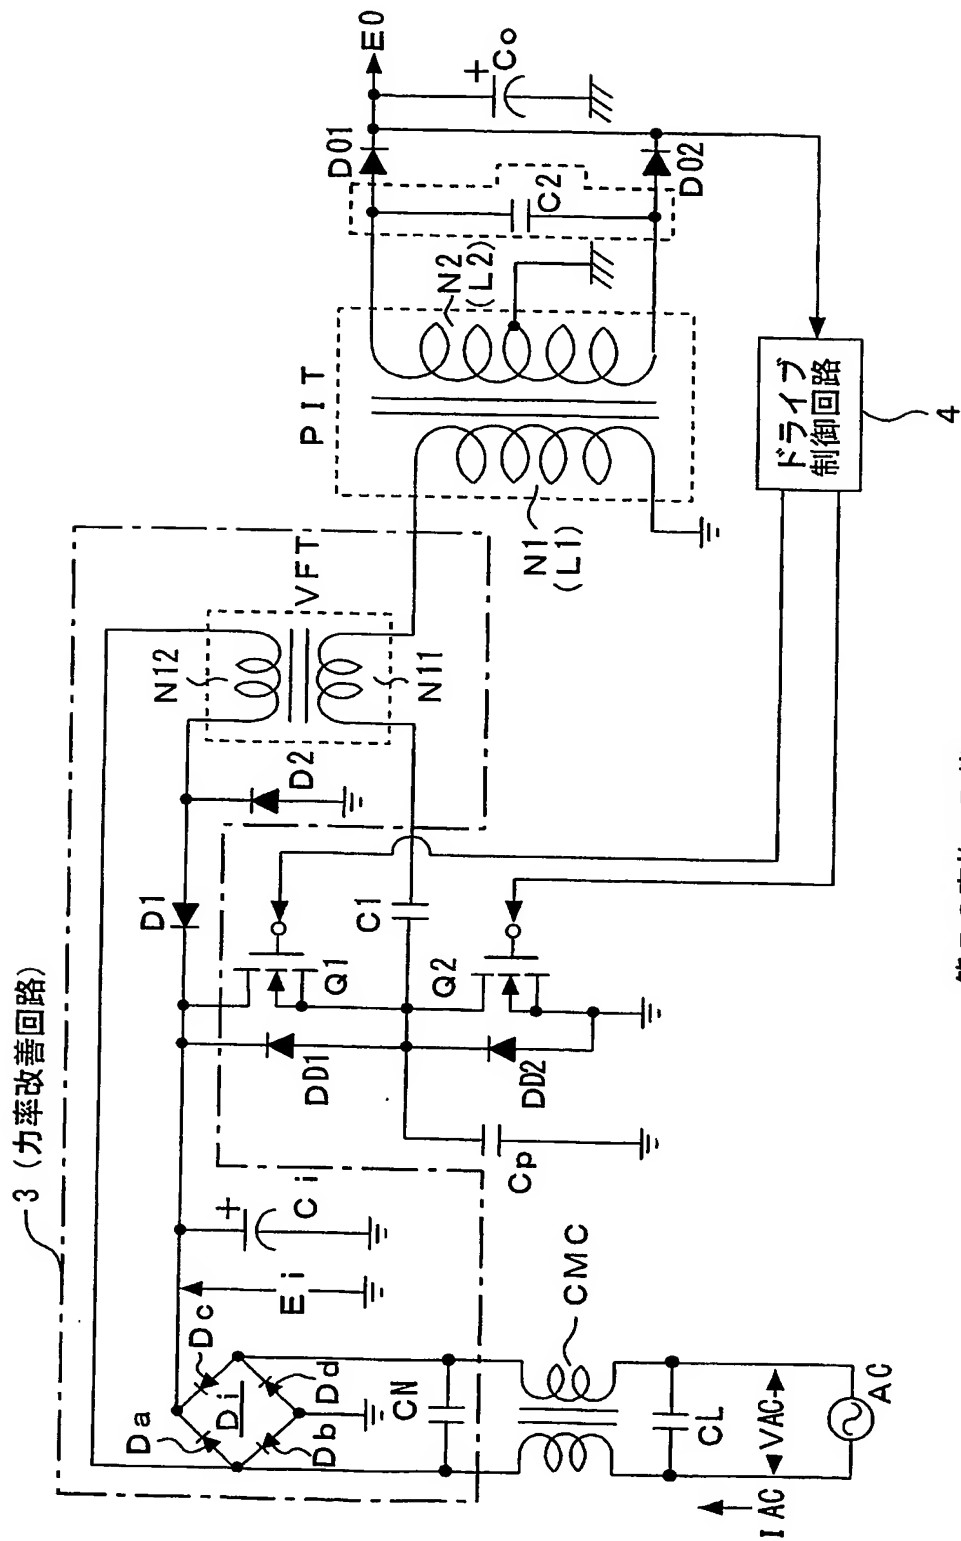 3 (力率改善回路)
Da
Dc
Di
Db
Dd
Ei
+
Ci
D1
D2
N12
VFT
N11
DD1
Q1
C1
Cp
DD2
Q2
CN
CMC
CL
VAC
AC
IAC
PIT
N1
(L1)
N2
(L2)
C2
D01
D02
+
Co
E0
ドライブ
制御回路
4